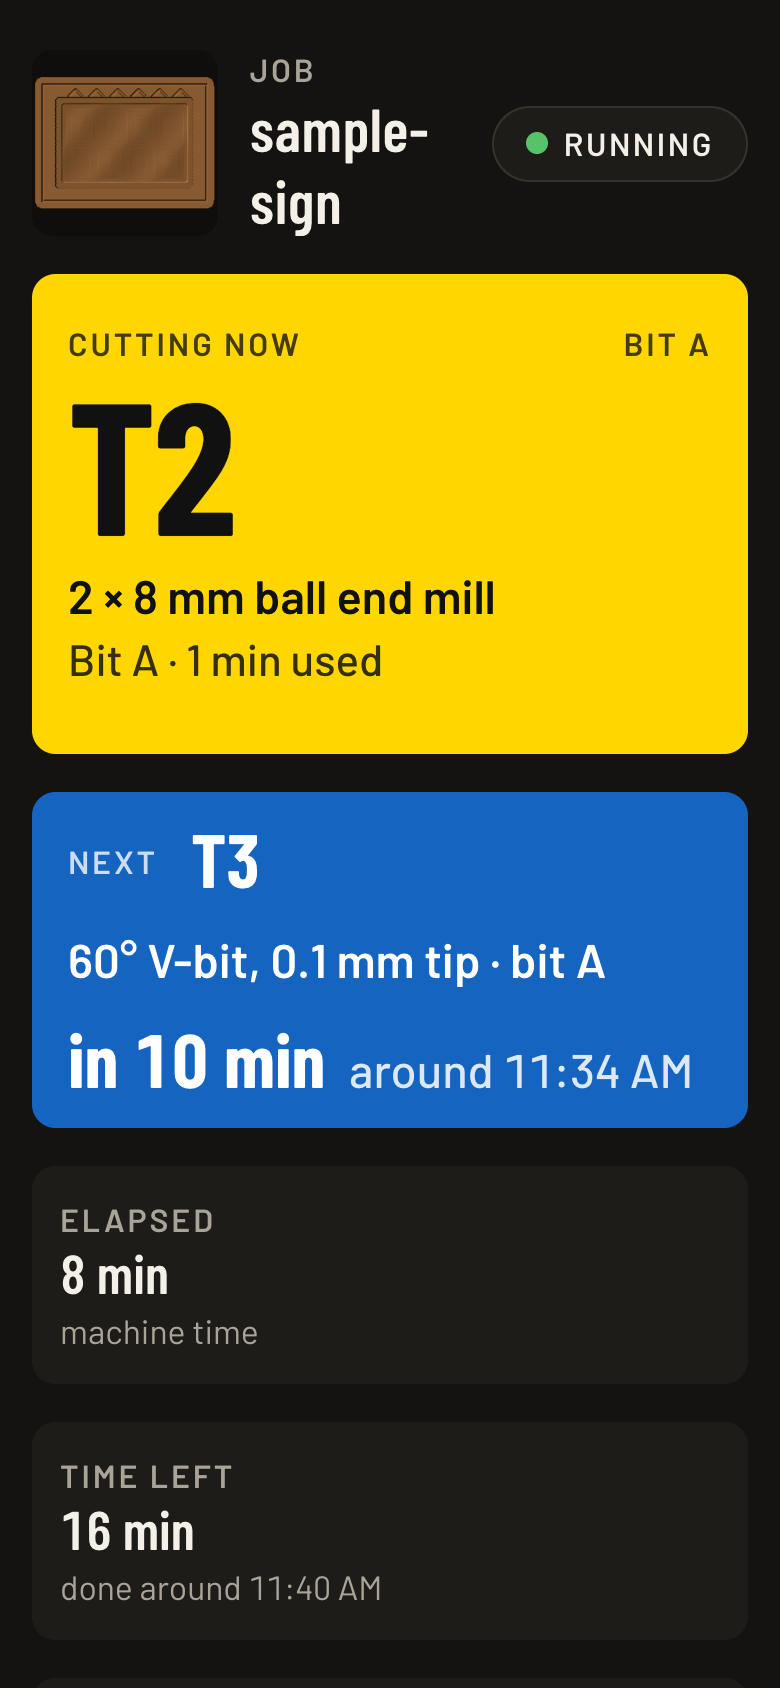 JOB
sample-
sign
RUNNING
CUTTING NOW
BIT A
T2
2 × 8 mm ball end mill
Bit A · 1 min used
NEXT T3
60° V-bit, 0.1 mm tip · bit A
in 10 min around 11:34 AM
ELAPSED
8 min
machine time
TIME LEFT
16 min
done around 11:40 AM